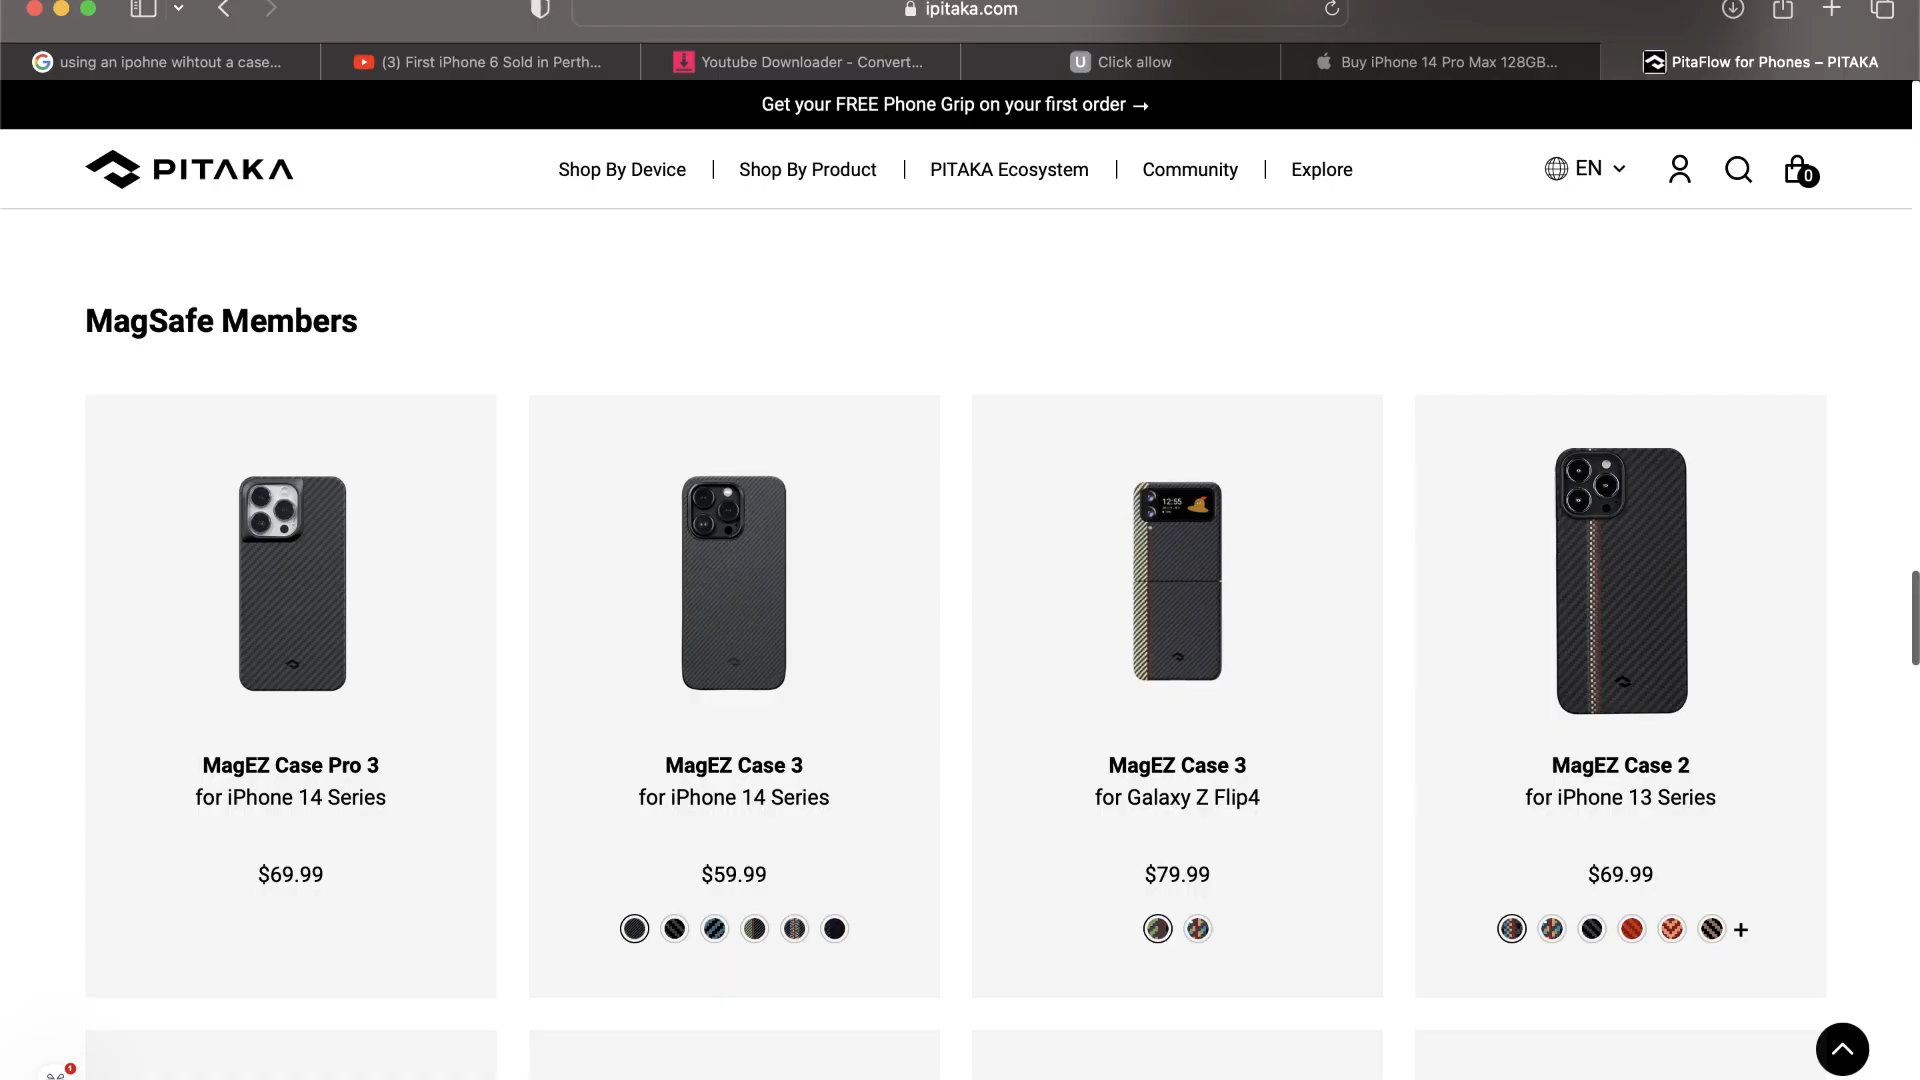 ipitaka.com
using an ipohne wihtout a case...
(3) First iPhone 6 Sold in Perth...
Youtube Downloader - Convert...
U
Click allow
Buy iPhone 14 Pro Max 128GB...
PitaFlow for Phones – PITAKA
Get your FREE Phone Grip on your first order →
PITAKA
Shop By Device
Shop By Product
PITAKA Ecosystem
Community
Explore
EN
0
MagSafe Members
12:55
MagEZ Case Pro 3
for iPhone 14 Series
$69.99
MagEZ Case 3
for iPhone 14 Series
$59.99
MagEZ Case 3
for Galaxy Z Flip4
$79.99
MagEZ Case 2
for iPhone 13 Series
$69.99
+
1